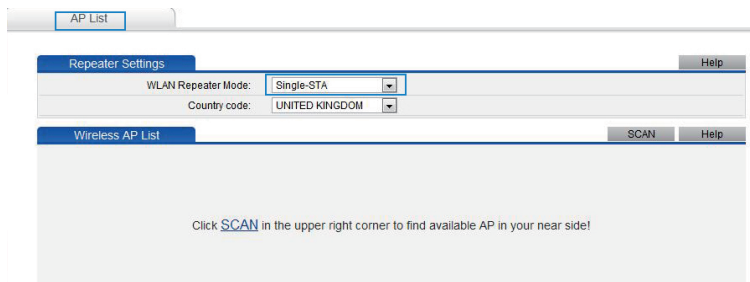 AP List
Repeater Settings Help
WLAN Repeater Mode: Single-STA
Country code: UNITED KINGDOM
Wireless AP List SCAN Help
Click SCAN in the upper right corner to find available AP in your near side!